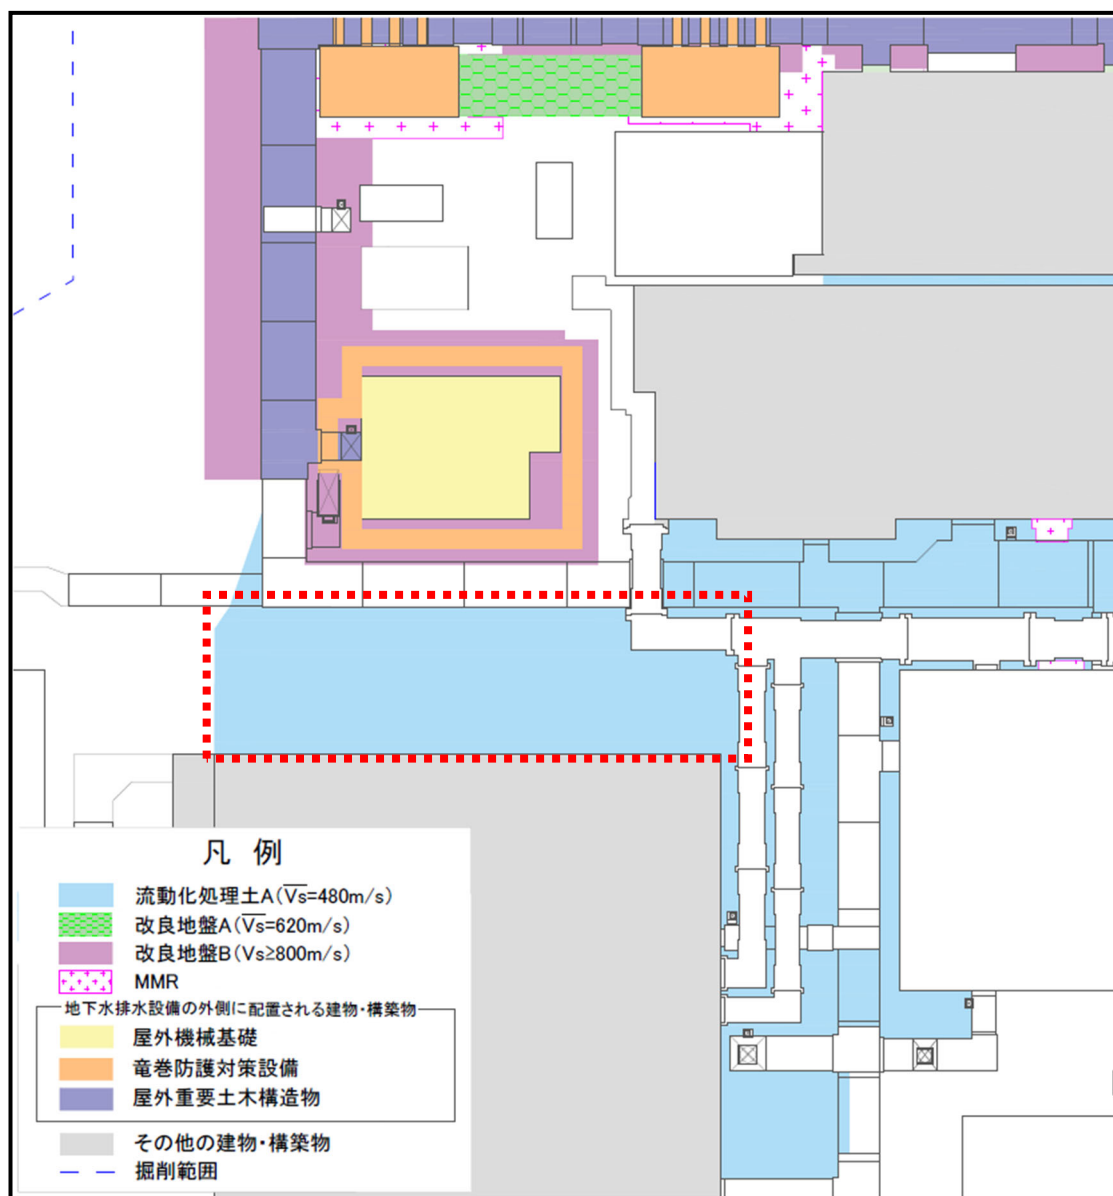 凡 例
流動化処理土A(V̅s̅=480m/s)
改良地盤A(V̅s̅=620m/s)
改良地盤B(Vs≥800m/s)
MMR
地下水排水設備の外側に配置される建物・構築物
屋外機械基礎
竜巻防護対策設備
屋外重要土木構造物
その他の建物・構築物
掘削範囲